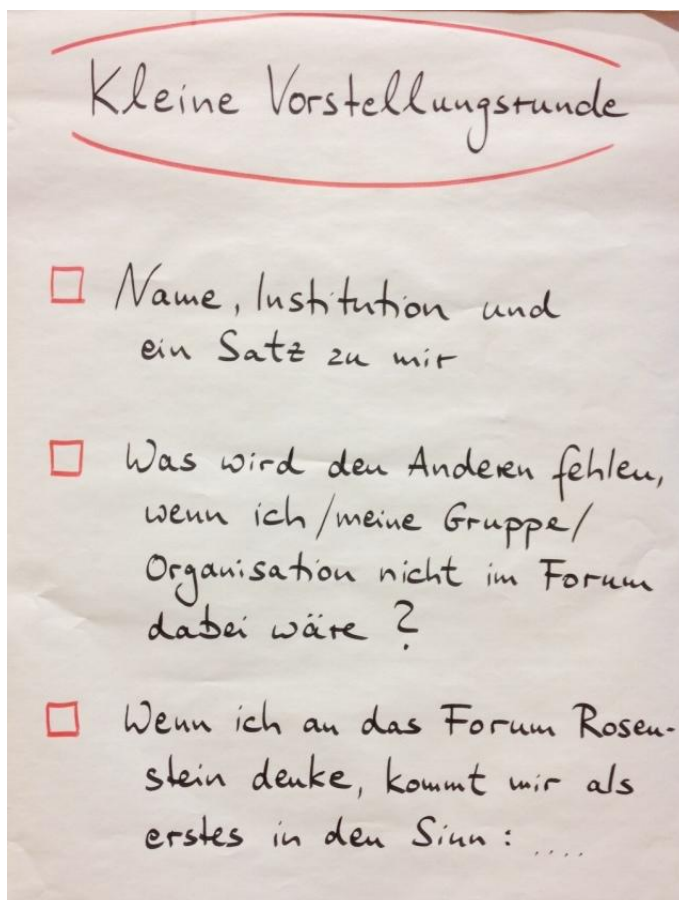 Kleine Vorstellungsrunde
Name, Institution und
ein Satz zu mir
Was wird den Anderen fehlen,
wenn ich/meine Gruppe/
Organisation nicht im Forum
dabei wäre?
Wenn ich an das Forum Rosen-
stein denke, kommt mir als
erstes in den Sinn: ....